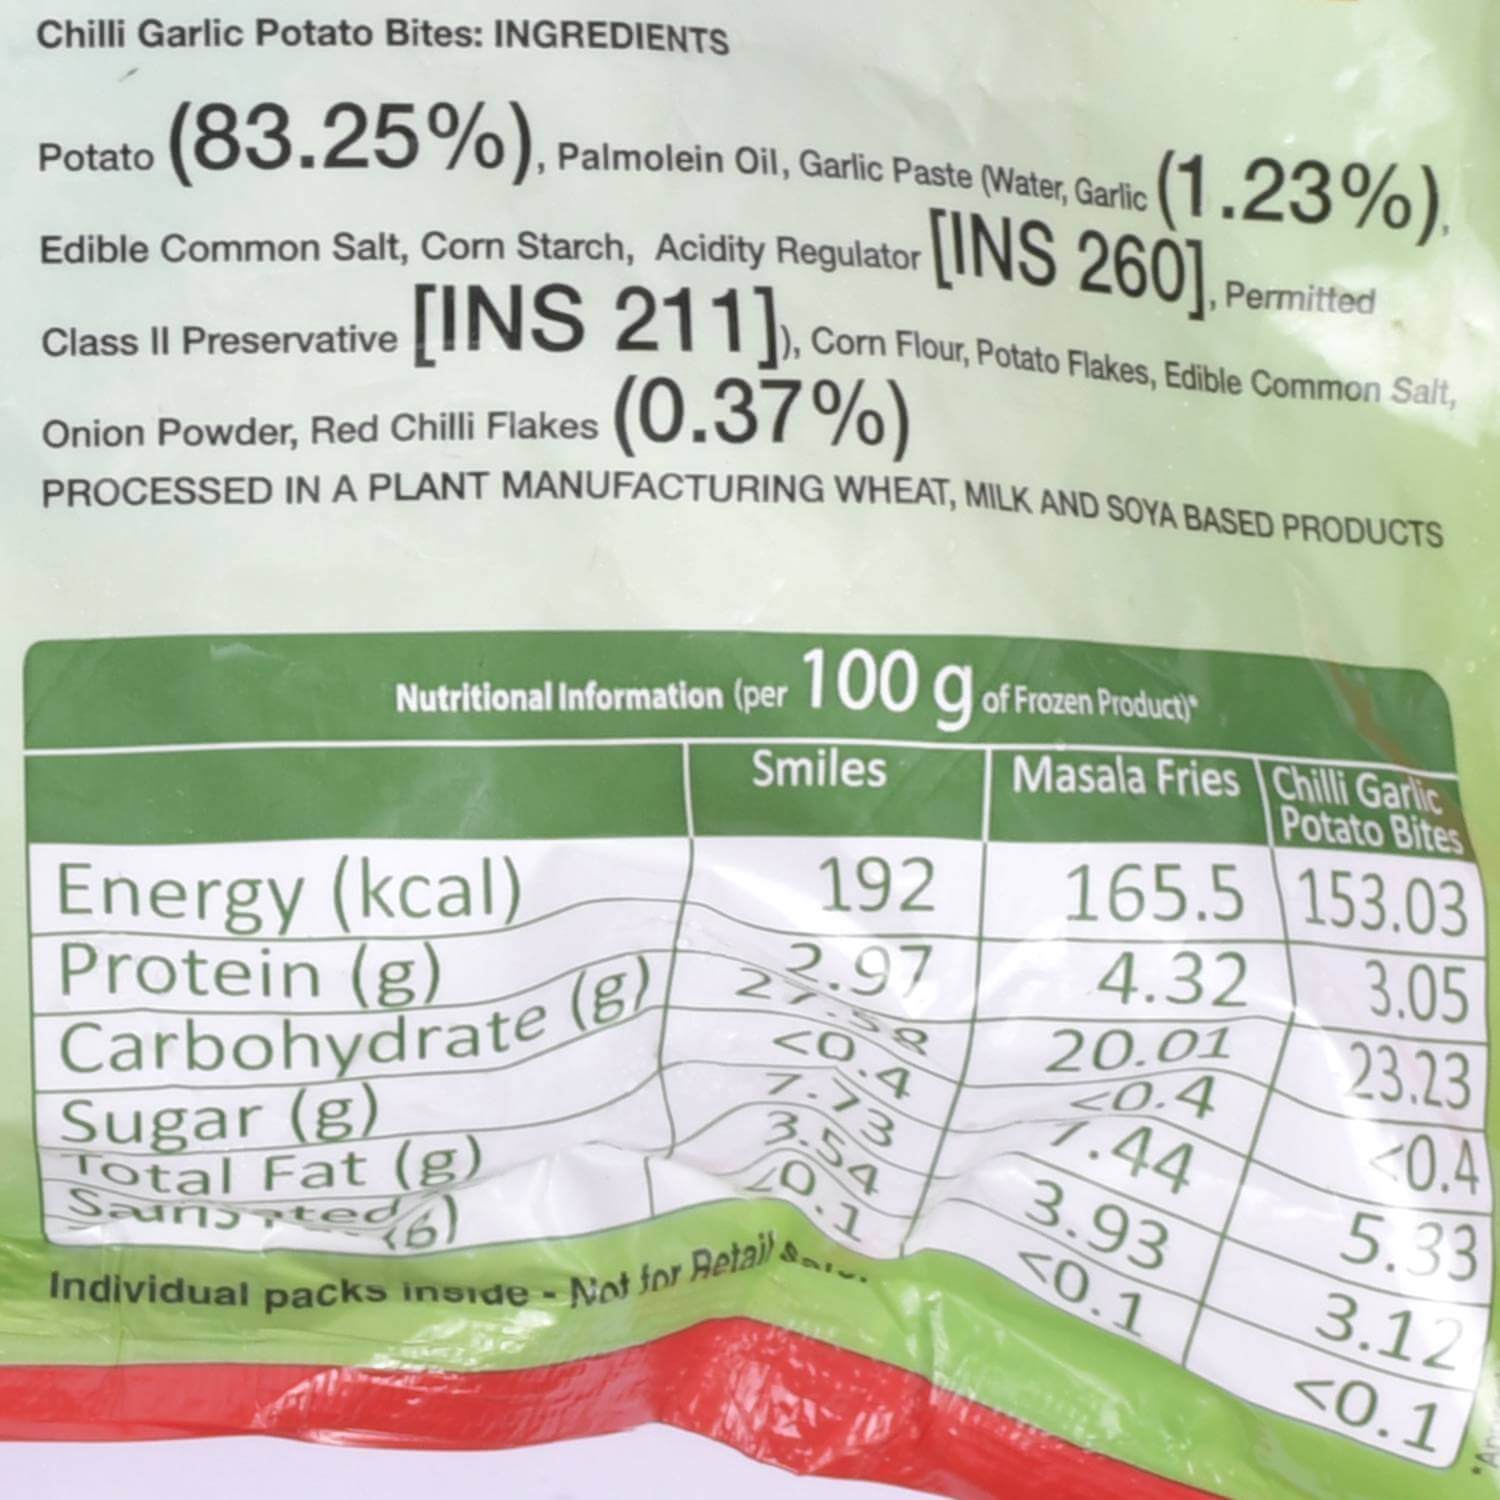 Chilli Garlic Potato Bites: INGREDIENTS
Potato (83.25%), Palmolein Oil, Garlic Paste (Water, Garlic (1.23%),
Edible Common Salt, Corn Starch, Acidity Regulator [INS 260], Permitted
Class II Preservative [INS 211]), Corn Flour, Potato Flakes, Edible Common Salt,
Onion Powder, Red Chilli Flakes (0.37%)
PROCESSED IN A PLANT MANUFACTURING WHEAT, MILK AND SOYA BASED PRODUCTS
Nutritional Information (per 100 g of Frozen Product)*
Smiles Masala Fries Chilli Garlic
Potato Bites
Energy (kcal) 192 165.5 153.03
Protein (g) 2.97 4.32 3.05
Carbohydrate (g) 27.58 20.01 23.23
Sugar (g) <0.4 <0.4 <0.4
Total Fat (g) 7.73 7.44 5.33
3.54 3.93 3.12
<0.1 <0.1 <0.1
Individual packs inside - Not for Retail